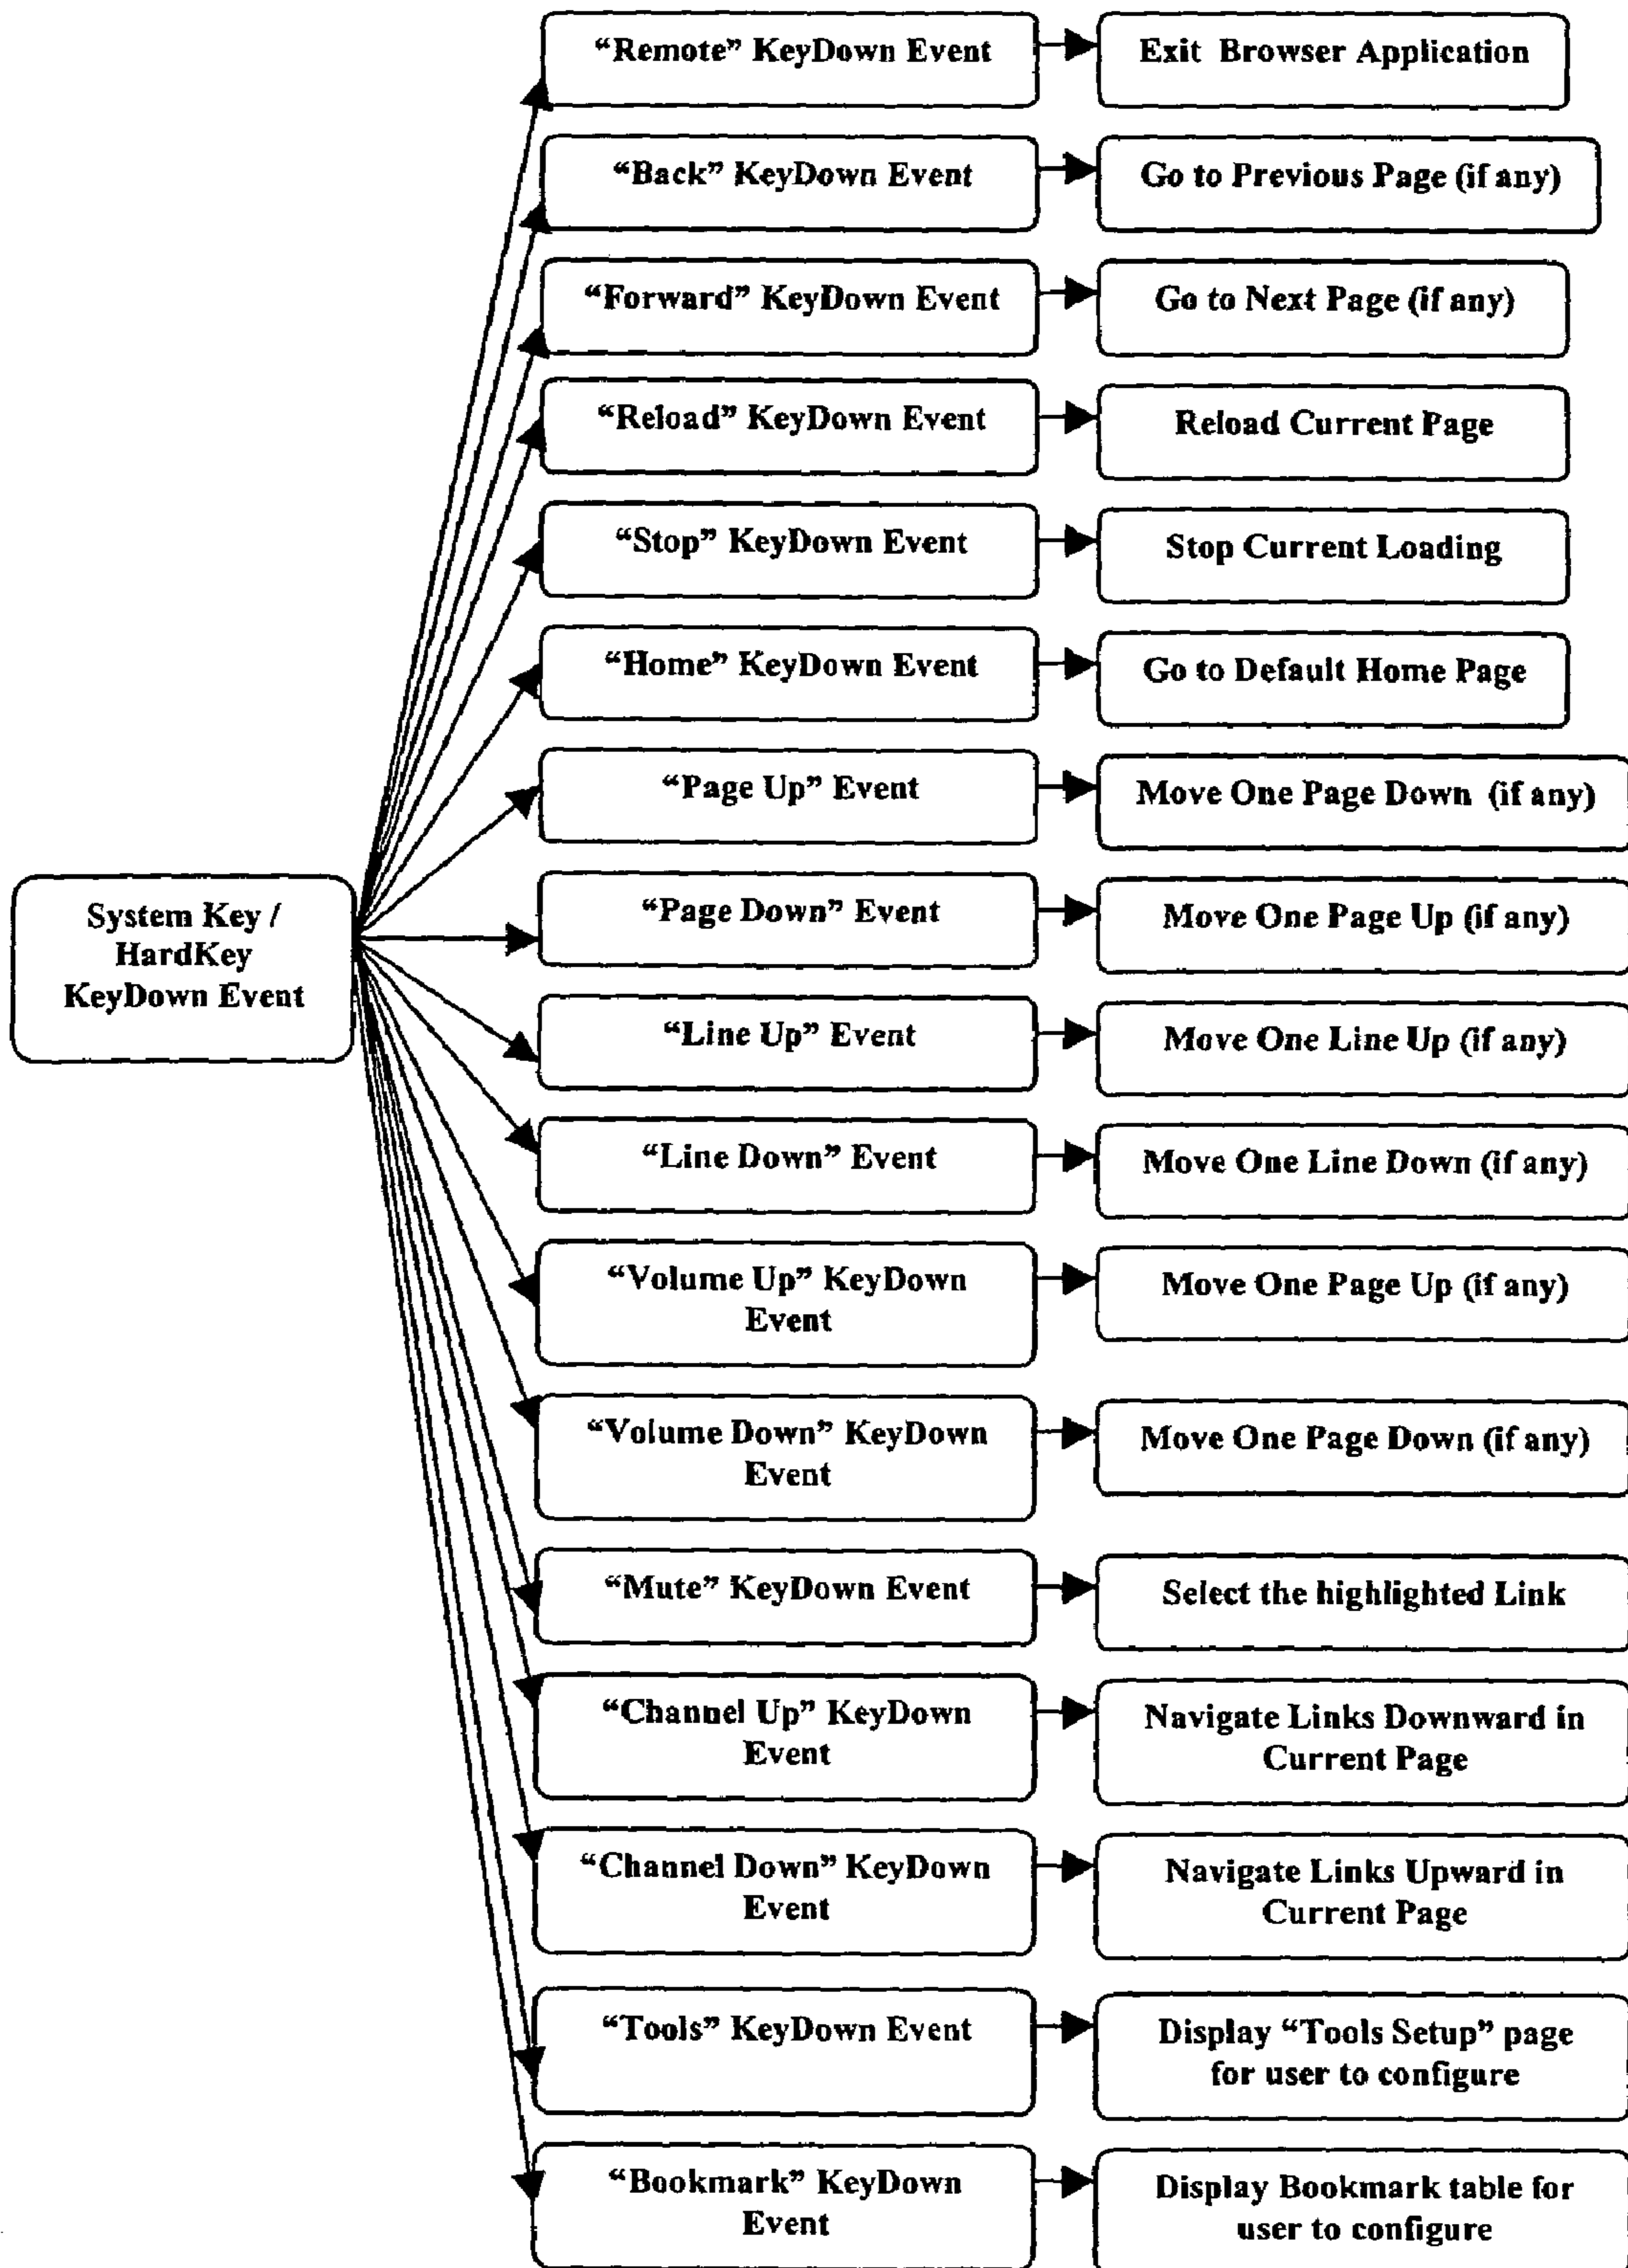 “Remote” KeyDown Event
Exit Browser Application
“Back” KeyDown Event
Go to Previous Page (if any)
“Forward” KeyDown Event
Go to Next Page (if any)
“Reload” KeyDown Event
Reload Current Page
“Stop” KeyDown Event
Stop Current Loading
“Home” KeyDown Event
Go to Default Home Page
“Page Up” Event
Move One Page Down (if any)
System Key /
HardKey
KeyDown Event
“Page Down” Event
Move One Page Up (if any)
“Line Up” Event
Move One Line Up (if any)
“Line Down” Event
Move One Line Down (if any)
“Volume Up” KeyDown
Event
Move One Page Up (if any)
“Volume Down” KeyDown
Event
Move One Page Down (if any)
“Mute” KeyDown Event
Select the highlighted Link
“Channel Up” KeyDown
Event
Navigate Links Downward in
Current Page
“Channel Down” KeyDown
Event
Navigate Links Upward in
Current Page
“Tools” KeyDown Event
Display “Tools Setup” page
for user to configure
“Bookmark” KeyDown
Event
Display Bookmark table for
user to configure